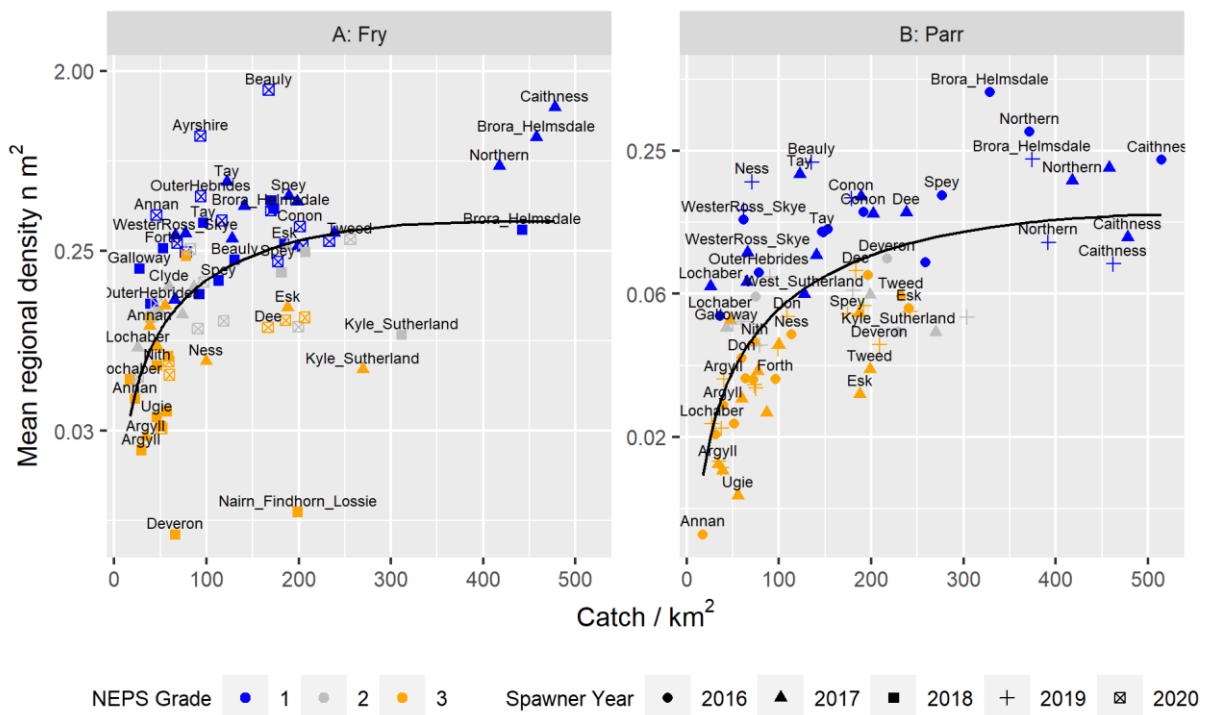 A: Fry
B: Parr
Mean regional density n m²
2.00
0.25
0.03
Beauly
Caithness
Ayrshire
Brora_Helmsdale
Northern
Tay
OuterHebrides
Spey
Annan
Brora_Helmsdale
Tay
Conon
Brora_Helmsdale
WesterRoss_Skye
Tweed
Fort
Esk
Galloway
Beauly
Spey
Clyde
Spey
OuterHebrides
Esk
Annan
Dee
Kyle_Sutherland
Lochaber
Nith
Ness
Kyle_Sutherland
Lochaber
Annan
Ugie
Argyll
Argyll
Nairn_Findhorn_Lossie
Deveron
0 100 200 300 400 500
0.25
0.06
0.02
Brora_Helmsdale
Northern
Beauly
Brora_Helmsdale
Caithness
Ness
Tay
Northern
Conon
Spey
WesterRoss_Skye
Conon
Dee
Tay
Caithness
Northern
WesterRoss_Skye
Deveron
OuterHebrides
Dee
Caithness
Lochaber
West_Sutherland
Tweed
Lochaber
Don
Spey
Esk
Galloway
Ness
Kyle_Sutherland
Nith
Deveron
Don
Tweed
Argyll
Forth
Argyll
Esk
Lochaber
Argyll
Ugie
Annan
0 100 200 300 400 500
Catch / km²
NEPS Grade 1 2 3 Spawner Year 2016 2017 2018 2019 2020